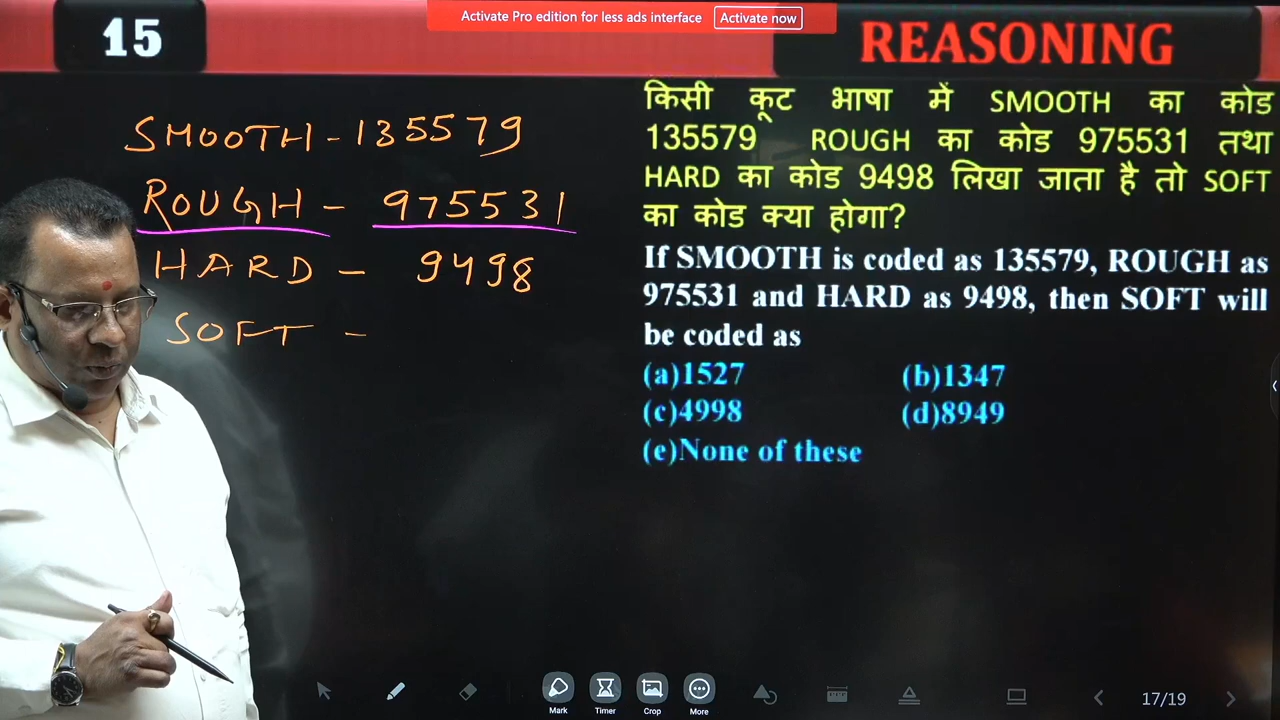 15
Activate Pro edition for less ads interface Activate now
REASONING
SMOOTH - 135579
ROUGH - 975531
HARD - 9498
SOFT -
किसी कूट भाषा में SMOOTH का कोड
135579 ROUGH का कोड 975531 तथा
HARD का कोड 9498 लिखा जाता है तो SOFT
का कोड क्या होगा?
If SMOOTH is coded as 135579, ROUGH as
975531 and HARD as 9498, then SOFT will
be coded as
(a)1527 (b)1347
(c)4998 (d)8949
(e)None of these
Mark Timer Crop More
17/19